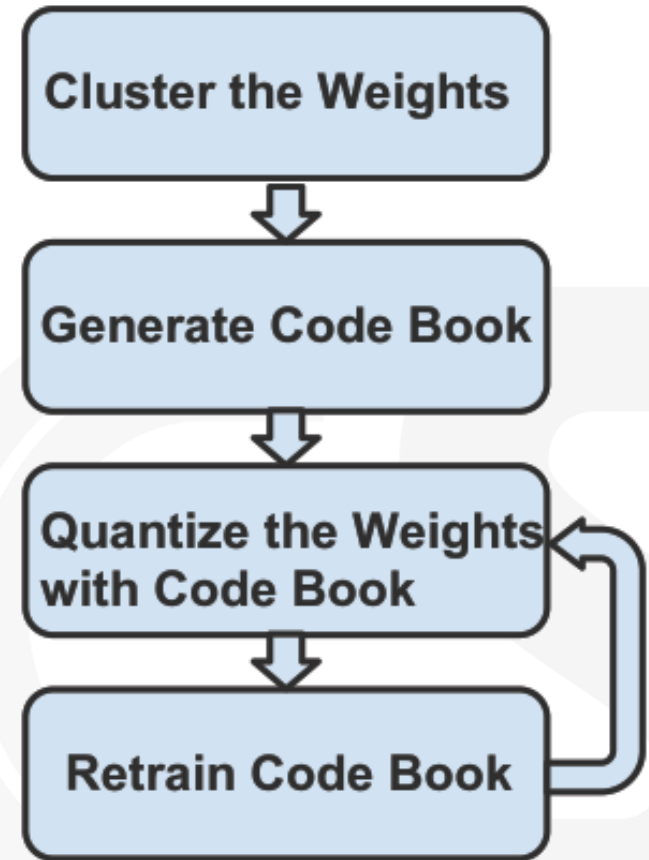 Cluster the Weights
Generate Code Book
Quantize the Weights
with Code Book
Retrain Code Book